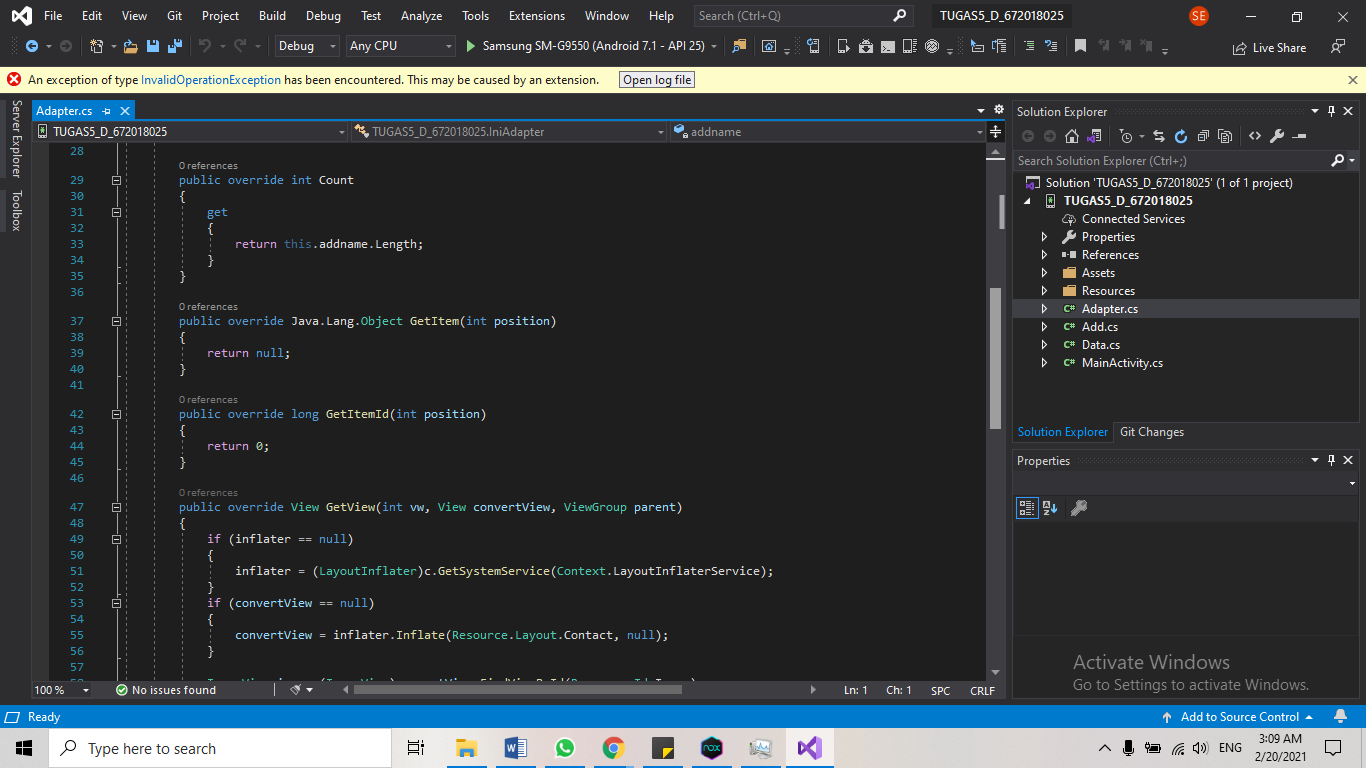 File Edit View Git Project Build Debug Test Analyze Tools Extensions Window Help Search (Ctrl+Q) TUGAS5_D_672018025 SE
Debug Any CPU Samsung SM-G9550 (Android 7.1 - API 25) Live Share
An exception of type InvalidOperationException has been encountered. This may be caused by an extension. Open log file
Server Explorer
Toolbox
Adapter.cs
TUGAS5_D_672018025 TUGAS5_D_672018025.IniAdapter addname
28
0 references
29 public override int Count
30 {
31 get
32 {
33 return this.addname.Length;
34 }
35 }
36
0 references
37 public override Java.Lang.Object GetItem(int position)
38 {
39 return null;
40 }
41
0 references
42 public override long GetItemId(int position)
43 {
44 return 0;
45 }
46
0 references
47 public override View GetView(int vw, View convertView, ViewGroup parent)
48 {
49 if (inflater == null)
50 {
51 inflater = (LayoutInflater)c.GetSystemService(Context.LayoutInflaterService);
52 }
53 if (convertView == null)
54 {
55 convertView = inflater.Inflate(Resource.Layout.Contact, null);
56 }
57
100 % No issues found Ln: 1 Ch: 1 SPC CRLF
Solution Explorer
Search Solution Explorer (Ctrl+;)
Solution 'TUGAS5_D_672018025' (1 of 1 project)
TUGAS5_D_672018025
Connected Services
Properties
References
Assets
Resources
C# Adapter.cs
C# Add.cs
C# Data.cs
C# MainActivity.cs
Solution Explorer Git Changes
Properties
Activate Windows
Go to Settings to activate Windows.
Ready Add to Source Control
Type here to search
nox
ENG
3:09 AM
2/20/2021